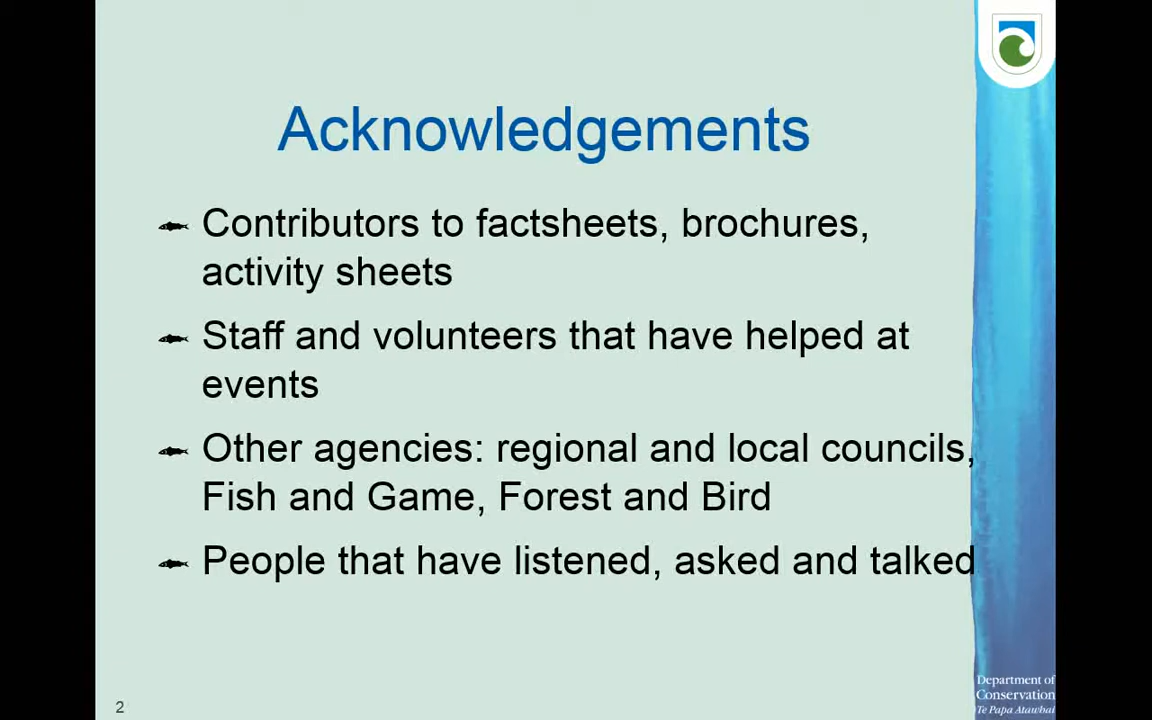 Acknowledgements
Contributors to factsheets, brochures,
activity sheets
Staff and volunteers that have helped at
events
Other agencies: regional and local councils,
Fish and Game, Forest and Bird
People that have listened, asked and talked
2
Department of
Conservation
Te Papa Atawhai